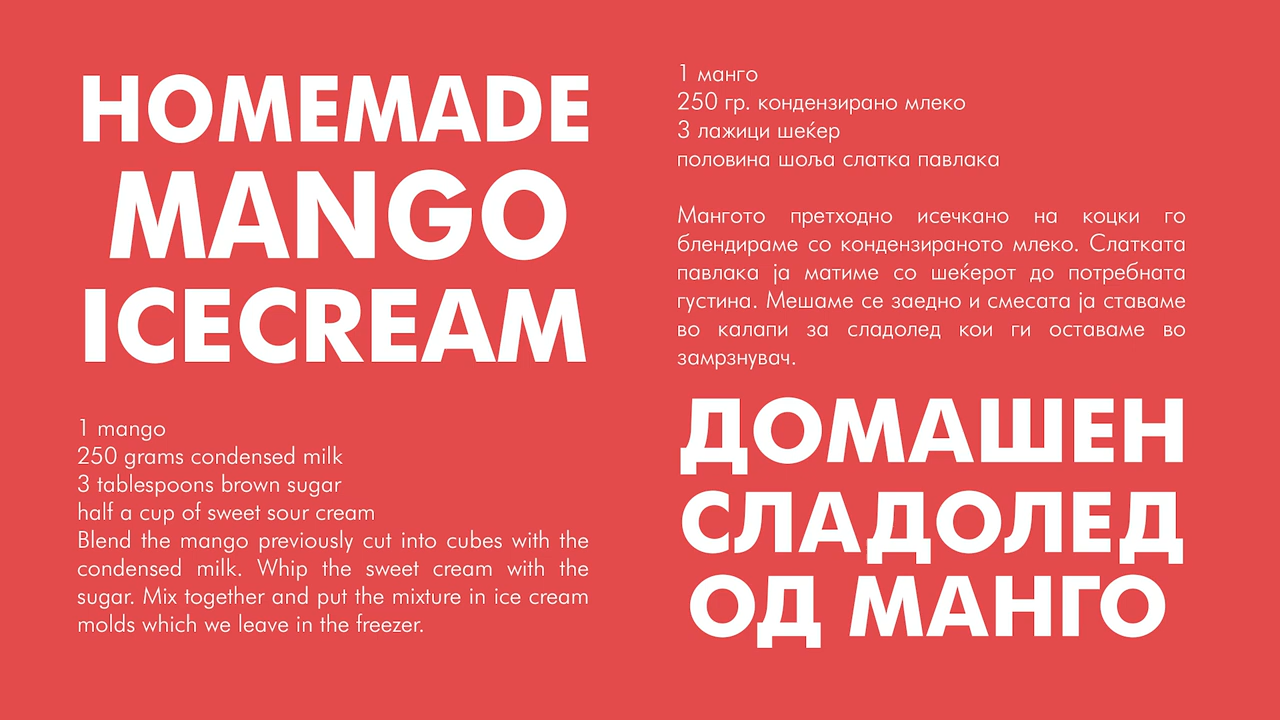 HOMEMADE
MANGO
ICECREAM
1 mango
250 grams condensed milk
3 tablespoons brown sugar
half a cup of sweet sour cream
Blend the mango previously cut into cubes with the
condensed milk. Whip the sweet cream with the
sugar. Mix together and put the mixture in ice cream
molds which we leave in the freezer.
1 манго
250 гр. кондензирано млеко
3 лажици шеќер
половина шоља слатка павлака
Мангото претходно исечкано на коцки го
блендираме со кондензираното млеко. Слатката
павлака ја матиме со шеќерот до потребната
густина. Мешаме се заедно и смесата ја ставаме
во калапи за сладолед кои ги оставаме во
замрзнувач.
ДОМАШЕН
СЛАДОЛЕД
ОД МАНГО